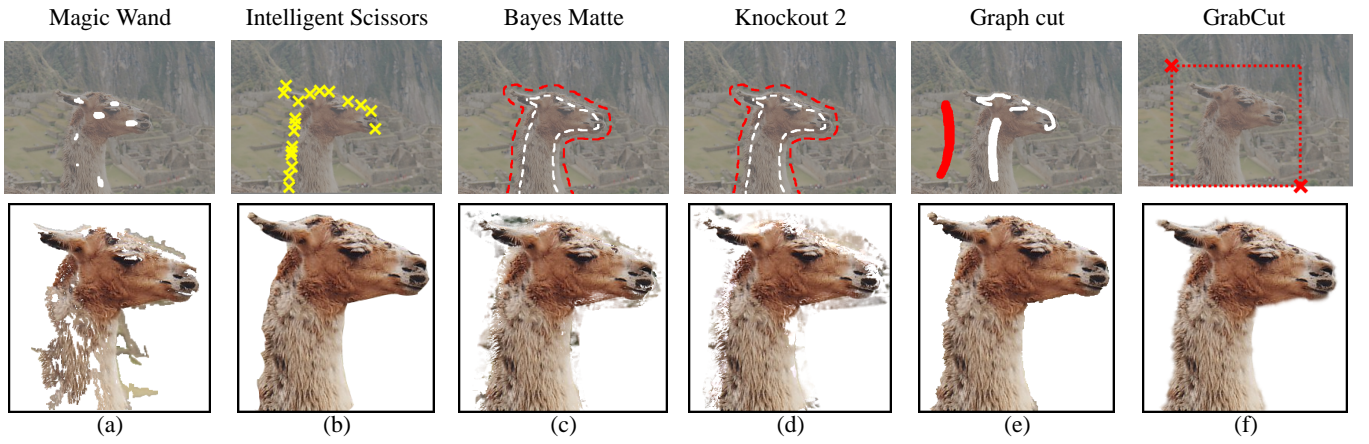 Magic Wand Intelligent Scissors Bayes Matte Knockout 2 Graph cut GrabCut
(a) (b) (c) (d) (e) (f)